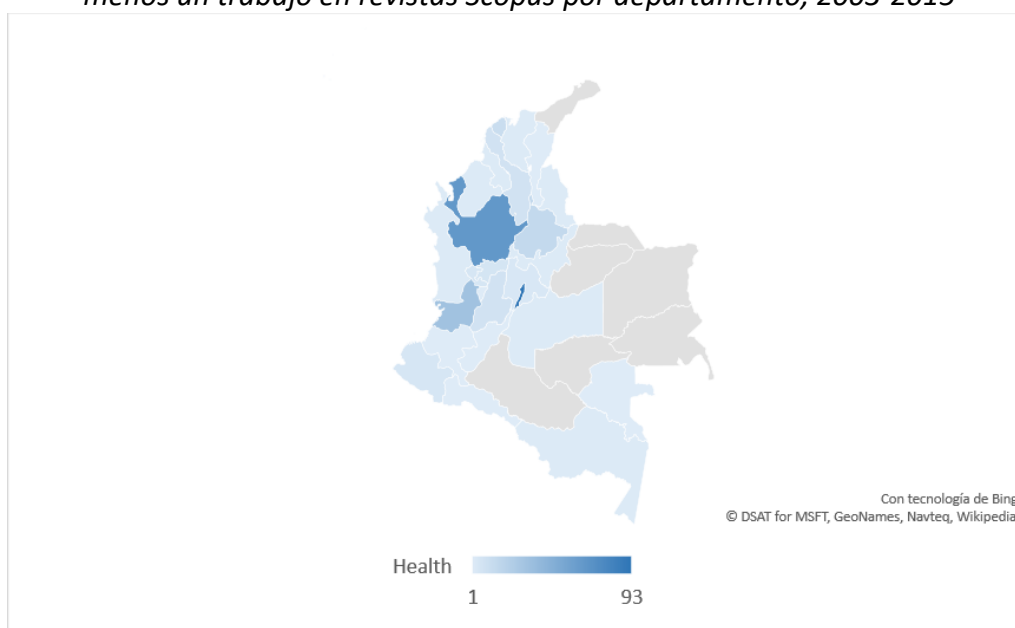 menos un trabajo en revistas Scopus por departamento, 2003-2015
Con tecnología de Bing
© DSAT for MSFT, GeoNames, Navteq, Wikipedia
Health
1 93